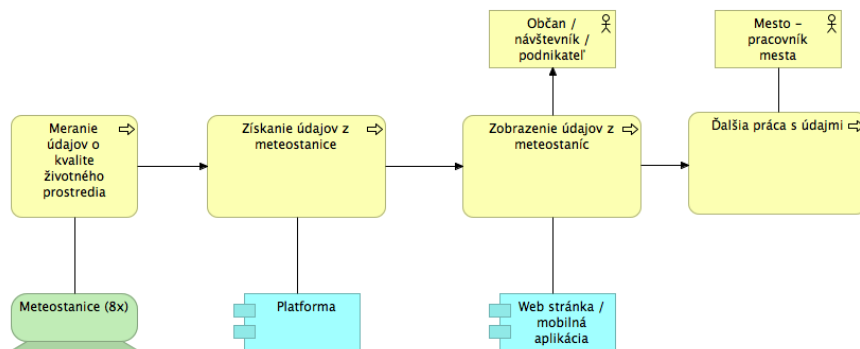 Občan /
návštevník /
podnikateľ
Mesto –
pracovník
mesta
Meranie
údajov o
kvalite
životného
prostredia
Získanie údajov z
meteostanice
Zobrazenie údajov z
meteostaníc
Ďalšia práca s údajmi
Meteostanice (8x)
Platforma
Web stránka /
mobilná
aplikácia